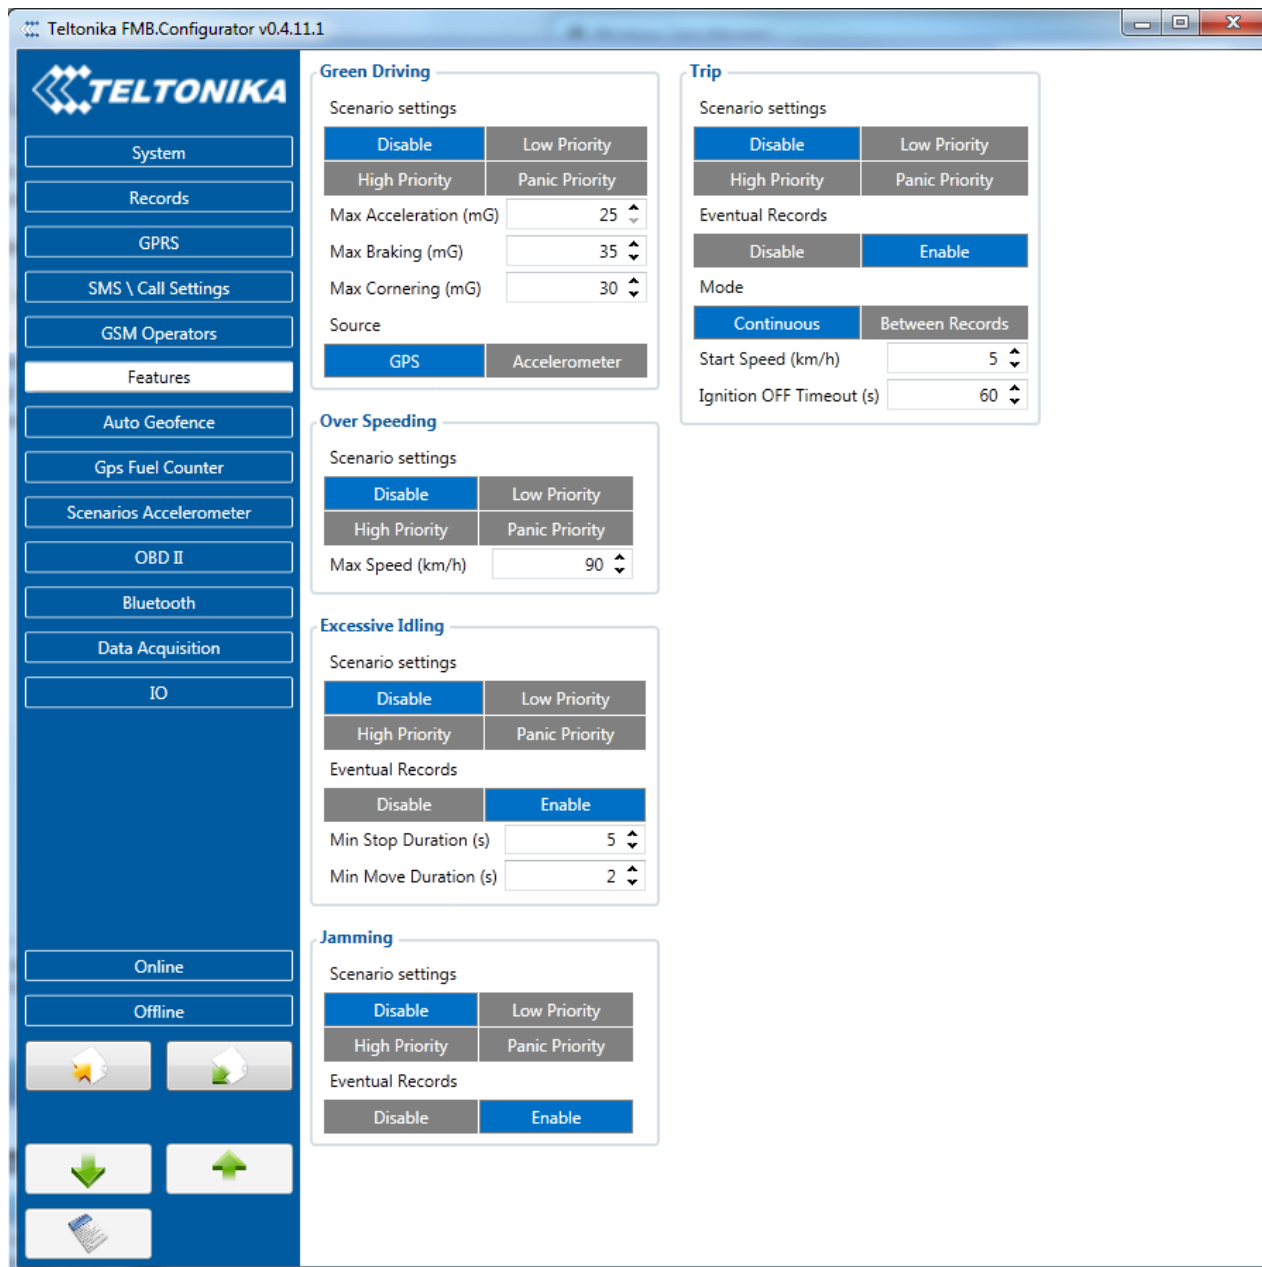 Teltonika FMB.Configurator v0.4.11.1
TELTONIKA
System
Records
GPRS
SMS \ Call Settings
GSM Operators
Features
Auto Geofence
Gps Fuel Counter
Scenarios Accelerometer
OBD II
Bluetooth
Data Acquisition
IO
Online
Offline
Green Driving
Scenario settings
Disable Low Priority
High Priority Panic Priority
Max Acceleration (mG) 25
Max Braking (mG) 35
Max Cornering (mG) 30
Source
GPS Accelerometer
Over Speeding
Scenario settings
Disable Low Priority
High Priority Panic Priority
Max Speed (km/h) 90
Excessive Idling
Scenario settings
Disable Low Priority
High Priority Panic Priority
Eventual Records
Disable Enable
Min Stop Duration (s) 5
Min Move Duration (s) 2
Jamming
Scenario settings
Disable Low Priority
High Priority Panic Priority
Eventual Records
Disable Enable
Trip
Scenario settings
Disable Low Priority
High Priority Panic Priority
Eventual Records
Disable Enable
Mode
Continuous Between Records
Start Speed (km/h) 5
Ignition OFF Timeout (s) 60